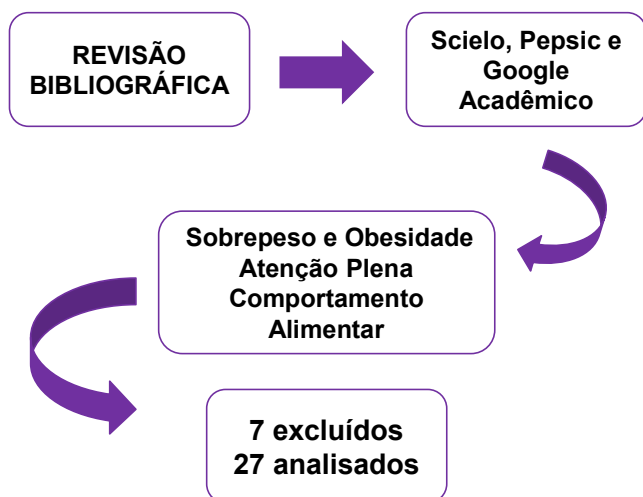 REVISÃO
BIBLIOGRÁFICA
Scielo, Pepsic e
Google
Acadêmico
Sobrepeso e Obesidade
Atenção Plena
Comportamento
Alimentar
7 excluídos
27 analisados